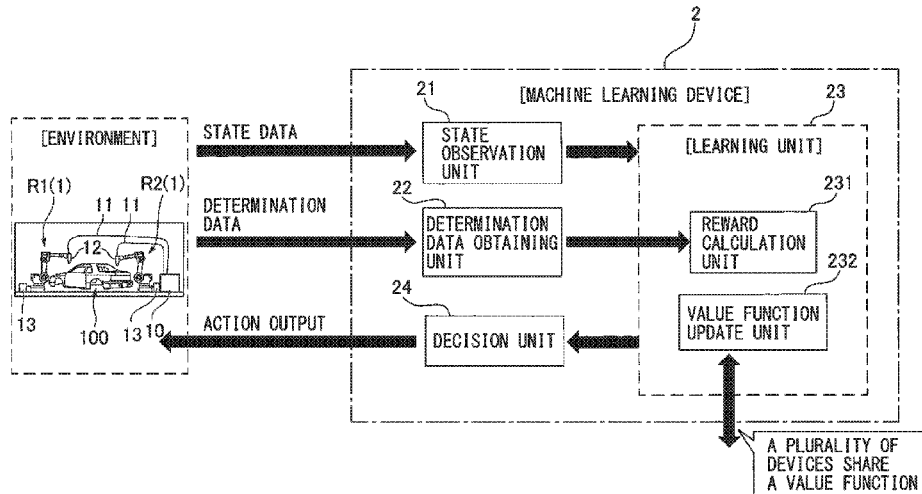 2
21
[MACHINE LEARNING DEVICE]
23
[ENVIRONMENT]
STATE DATA
STATE
OBSERVATION
UNIT
[LEARNING UNIT]
R1(1)
11
11
R2(1)
12
DETERMINATION
DATA
22
DETERMINATION
DATA OBTAINING
UNIT
231
REWARD
CALCULATION
UNIT
232
13
100
13
10
ACTION OUTPUT
24
DECISION UNIT
VALUE FUNCTION
UPDATE UNIT
A PLURALITY OF
DEVICES SHARE
A VALUE FUNCTION